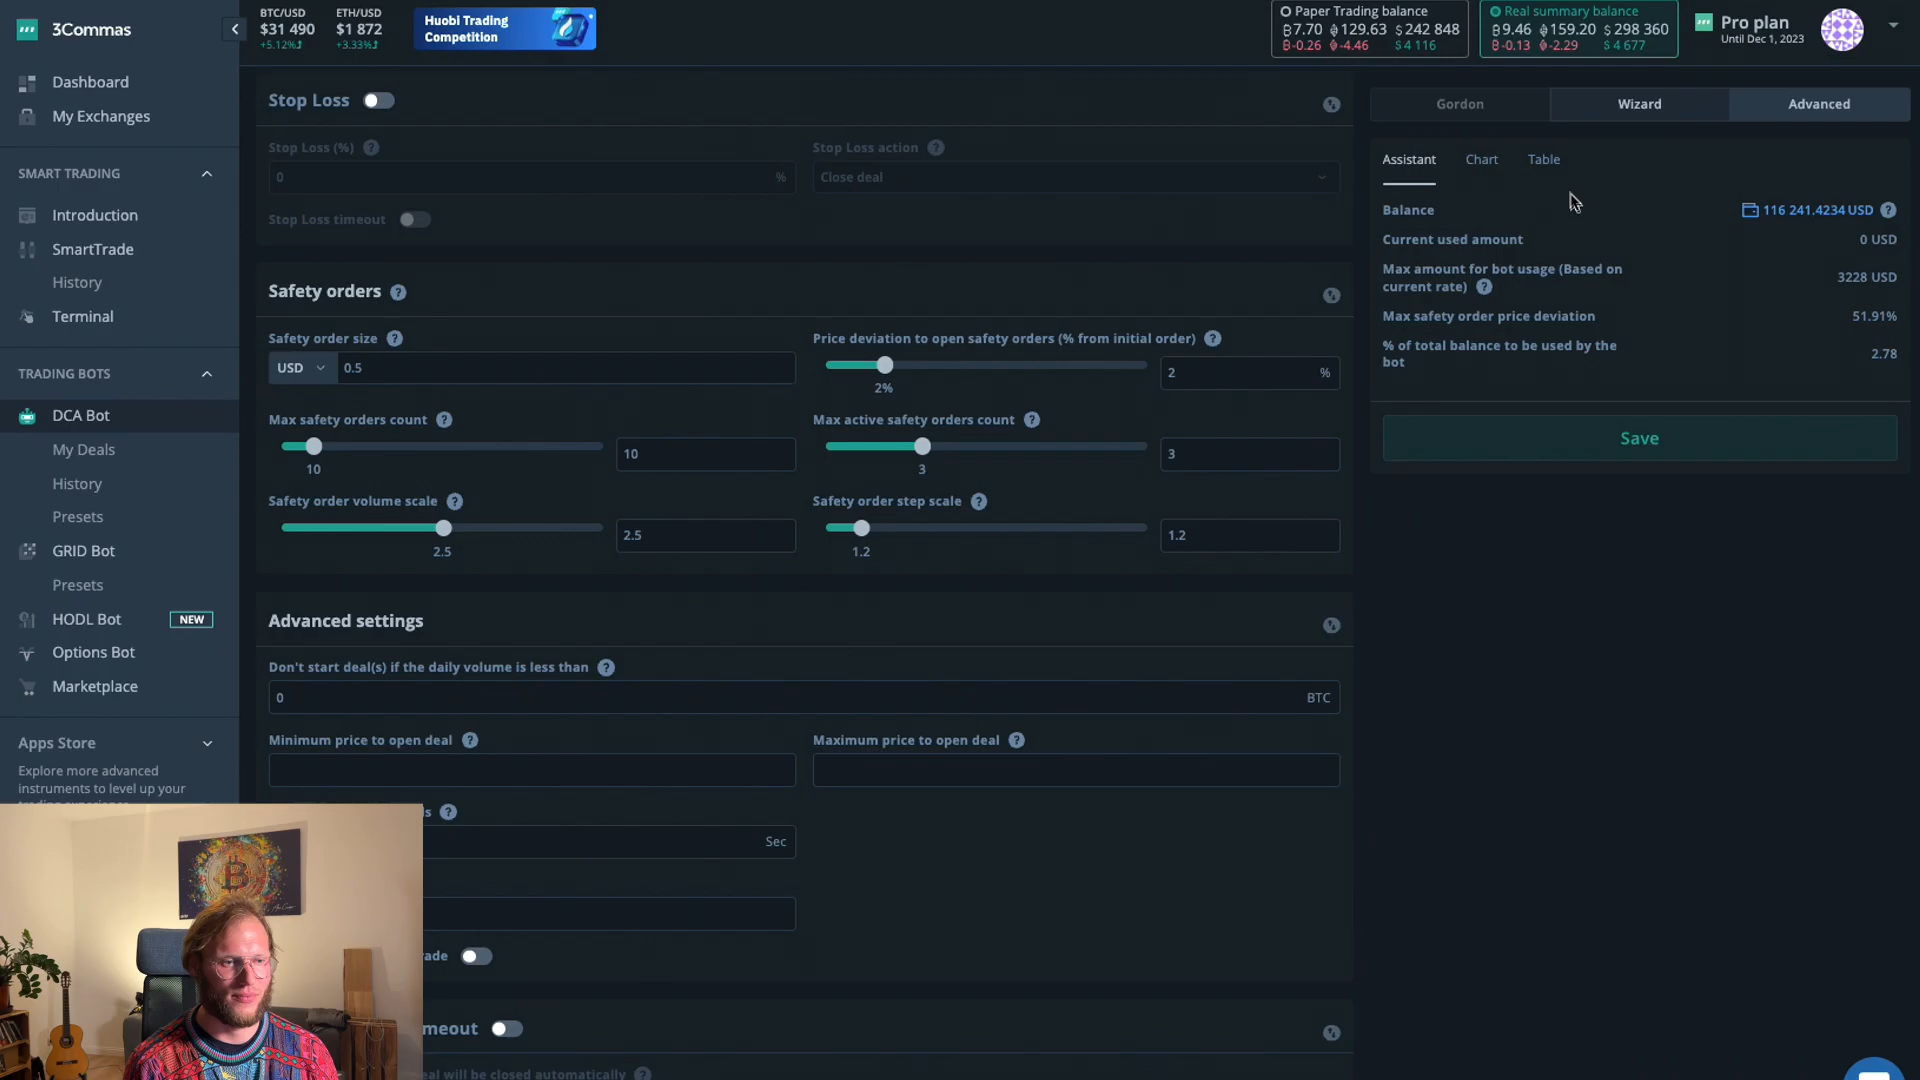 3Commas
BTC/USD
$31 490
+5.12%
ETH/USD
$1 872
+3.33%
Huobi Trading
Competition
Paper Trading balance
7.70 129.63 $ 242 848
-0.26 -4.46 $ 4 116
Real summary balance
9.46 159.20 $ 298 360
-0.13 -2.29 $ 4 677
Pro plan
Until Dec 1, 2023
Dashboard
My Exchanges
SMART TRADING
Introduction
SmartTrade
History
Terminal
TRADING BOTS
DCA Bot
My Deals
History
Presets
GRID Bot
Presets
HODL Bot NEW
Options Bot
Marketplace
Apps Store
Explore more advanced
instruments to level up your
Stop Loss
Stop Loss (%) ?
0 %
Stop Loss action ?
Close deal
Stop Loss timeout
Safety orders ?
Safety order size ?
USD 0.5
Price deviation to open safety orders (% from initial order) ?
2%
2 %
Max safety orders count ?
10
10
Max active safety orders count ?
3
3
Safety order volume scale ?
2.5
2.5
Safety order step scale ?
1.2
1.2
Advanced settings
Don't start deal(s) if the daily volume is less than ?
0 BTC
Minimum price to open deal ?
Maximum price to open deal ?
?
Sec
ade
meout
eal will be closed automatically ?
Gordon
Wizard
Advanced
Assistant
Chart
Table
Balance 116 241.4234 USD ?
Current used amount 0 USD
Max amount for bot usage (Based on
current rate) ? 3228 USD
Max safety order price deviation 51.91%
% of total balance to be used by the
bot 2.78
Save